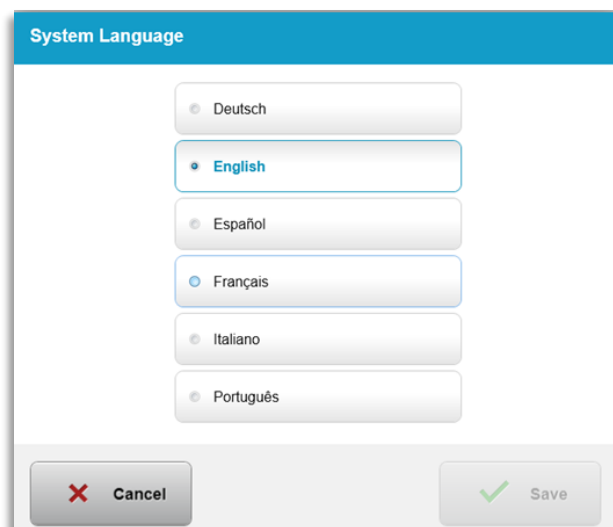 System Language
Deutsch
English
Español
Français
Italiano
Português
Cancel
Save